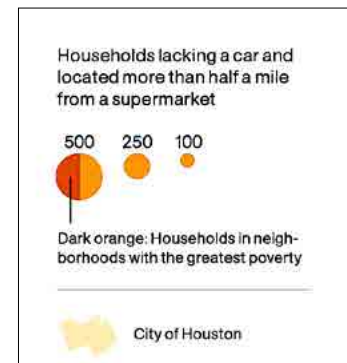 Households lacking a car and
located more than half a mile
from a supermarket
500 250 100
Dark orange: Households in neigh-
borhoods with the greatest poverty
City of Houston